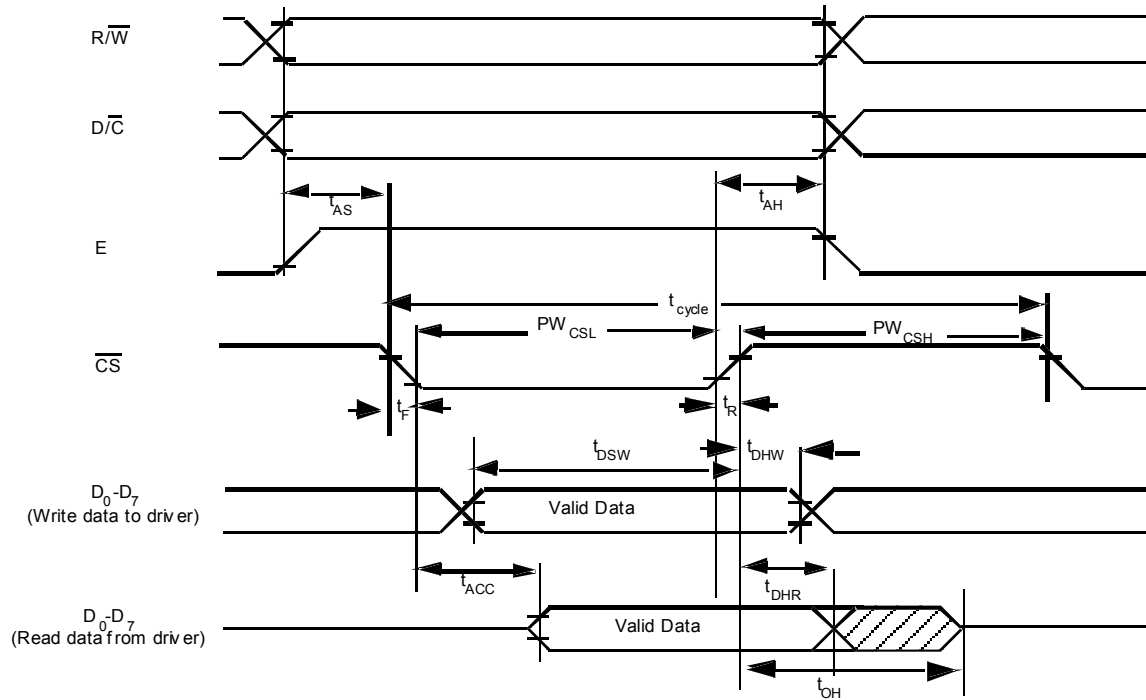 R/W̅
D/C̅
t_AS
t_AH
E
t_cycle
PW_CSL
PW_CSH
C̅S̅
t_F
t_R
t_DSW
t_DHW
D_0-D_7
(Write data to driver)
Valid Data
t_ACC
t_DHR
D_0-D_7
(Read data from driver)
Valid Data
t_OH